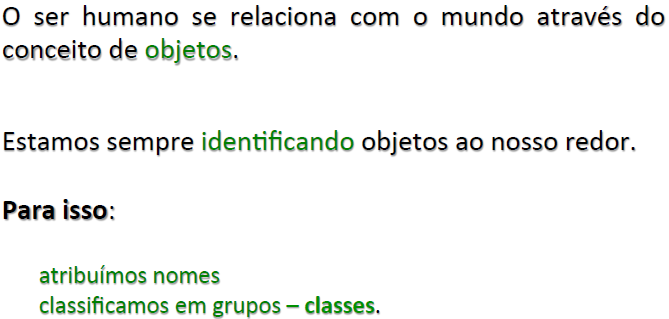 O ser humano se relaciona com o mundo através do
conceito de objetos.
Estamos sempre identificando objetos ao nosso redor.
Para isso:
atribuímos nomes
classificamos em grupos – classes.